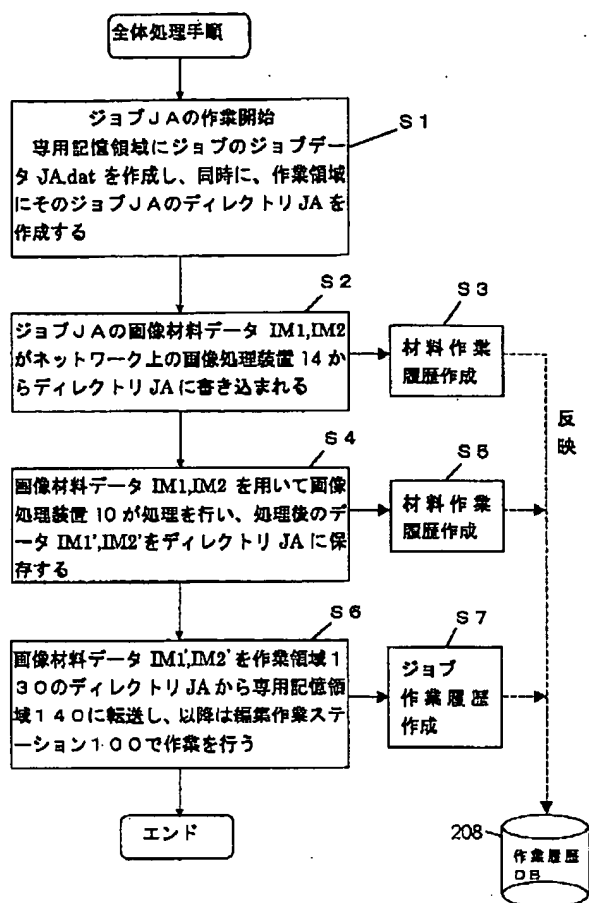 全体処理手順
ジョブＪＡの作業開始
専用記憶領域にジョブのジョブデー
タ JA.dat を作成し、同時に、作業領域
にそのジョブＪＡのディレクトリ JA を
作成する
Ｓ１
Ｓ２
ジョブＪＡの画像材料データ IM1,IM2
がネットワーク上の画像処理装置 14 か
らディレクトリ JA に書き込まれる
Ｓ３
材料作業
履歴作成
反映
Ｓ４
画像材料データ IM1,IM2 を用いて画像
処理装置 10 が処理を行い、処理後のデ
ータ IM1',IM2'をディレクトリ JA に保
存する
Ｓ５
材料作業
履歴作成
Ｓ６
画像材料データ IM1',IM2'を作業領域１
３０のディレクトリ JA から専用記憶領
域１４０に転送し、以降は編集作業ステ
ーション１００で作業を行う
Ｓ７
ジョブ
作業履歴
作成
エンド
208
作業履歴
ＤＢ